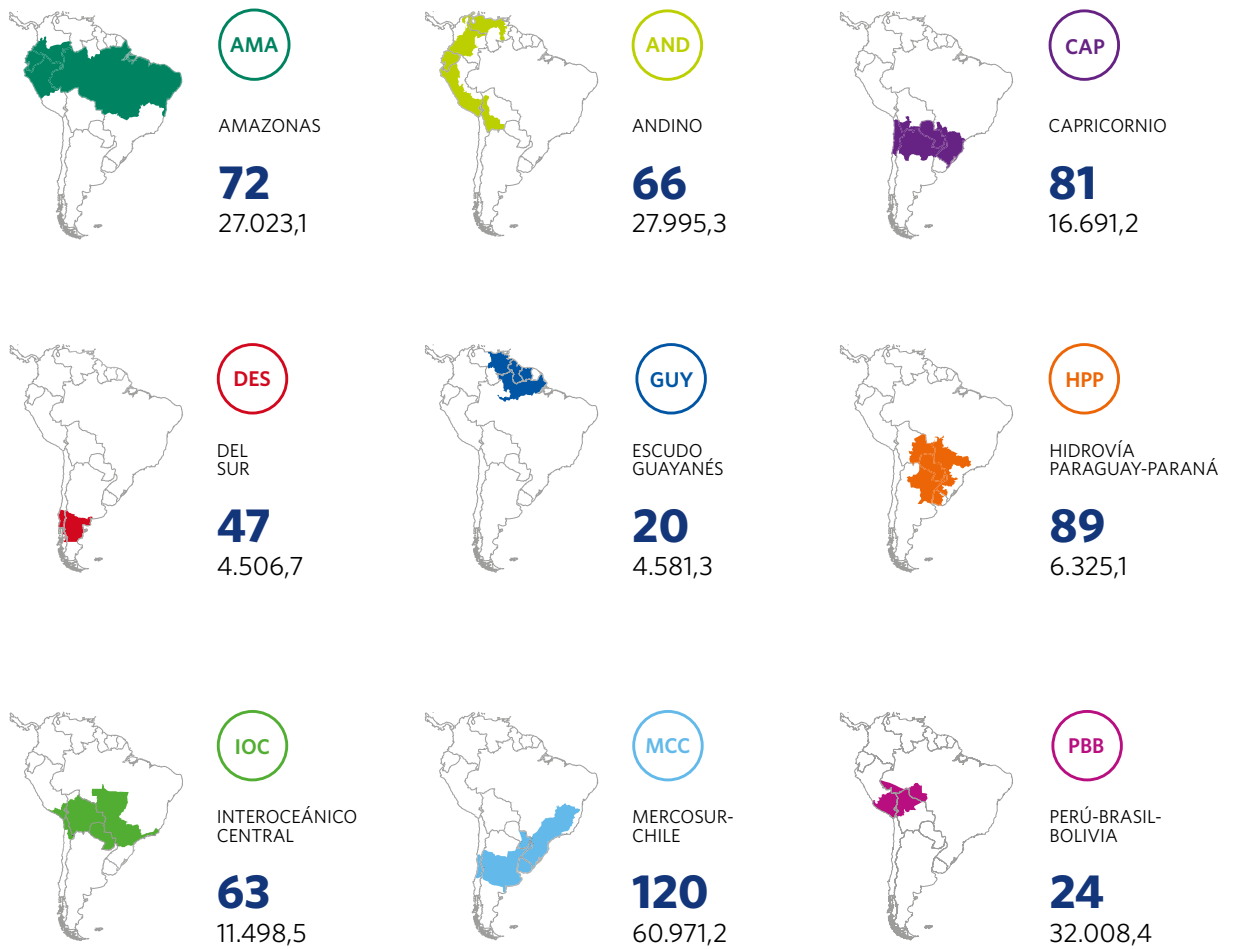 AMA
AMAZONAS
72
27.023,1
AND
ANDINO
66
27.995,3
CAP
CAPRICORNIO
81
16.691,2
DES
DEL
SUR
47
4.506,7
GUY
ESCUDO
GUAYANÉS
20
4.581,3
HPP
HIDROVÍA
PARAGUAY-PARANÁ
89
6.325,1
IOC
INTEROCEÁNICO
CENTRAL
63
11.498,5
MCC
MERCOSUR-
CHILE
120
60.971,2
PBB
PERÚ-BRASIL-
BOLIVIA
24
32.008,4